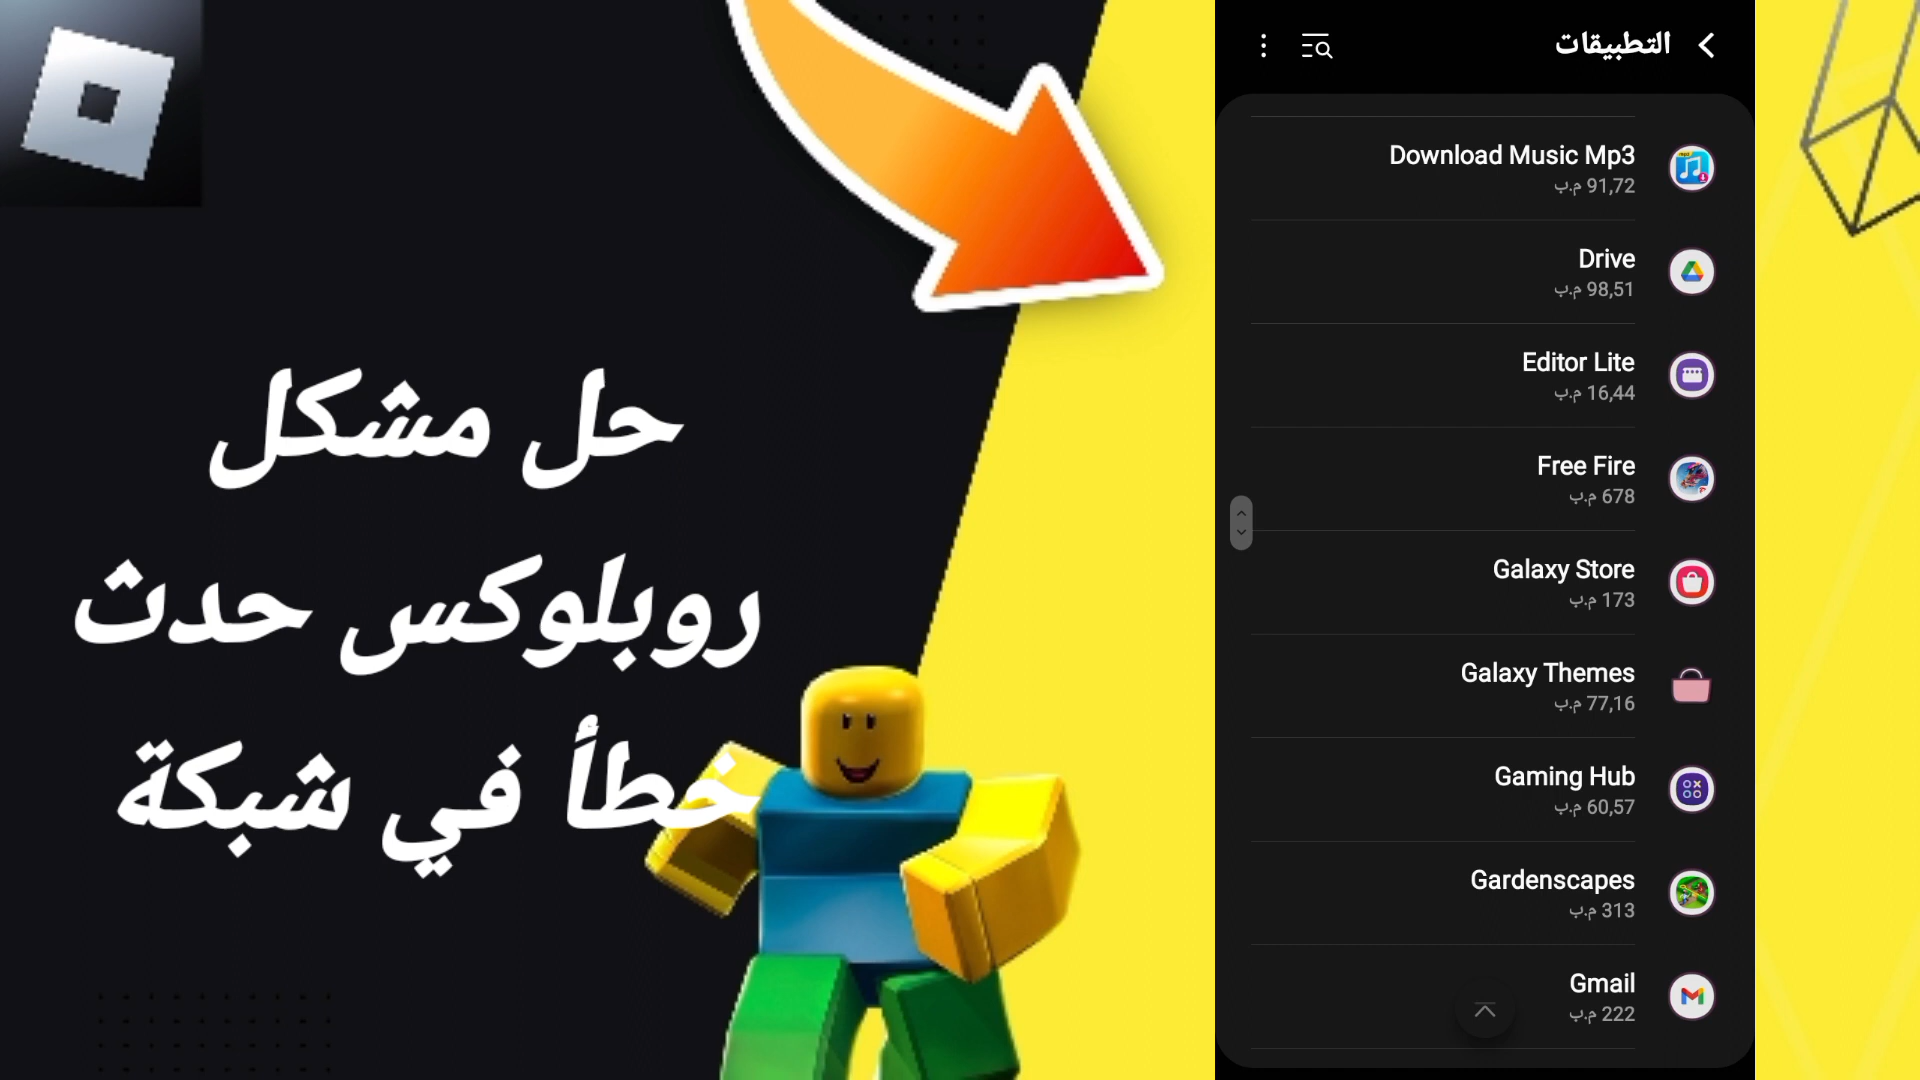 حل مشكل
روبلوكس حدث
خطأ في شبكة
التطبيقات
Download Music Mp3
91,72 م.ب
Drive
98,51 م.ب
Editor Lite
16,44 م.ب
Free Fire
678 م.ب
Galaxy Store
173 م.ب
Galaxy Themes
77,16 م.ب
Gaming Hub
60,57 م.ب
Gardenscapes
313 م.ب
Gmail
222 م.ب